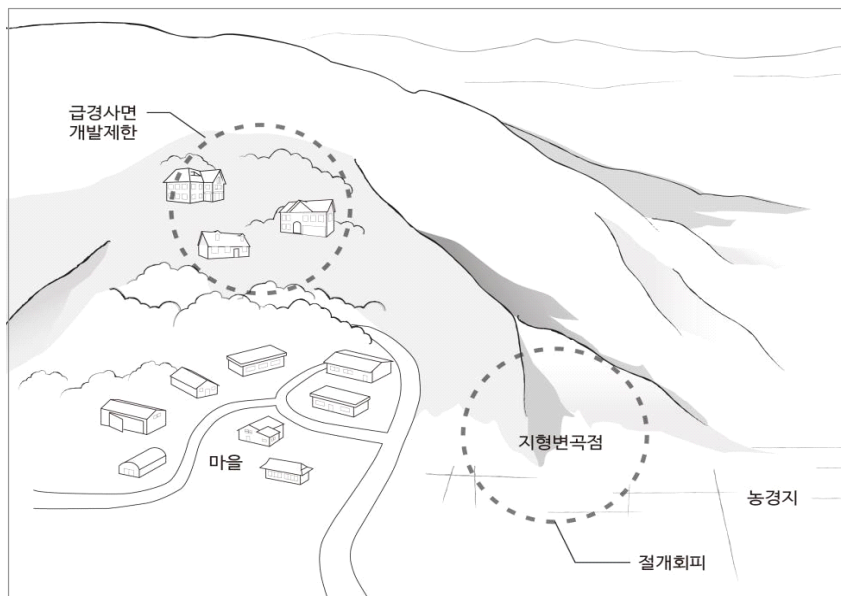 급경사면
개발제한
지형변곡점
마을
농경지
절개회피